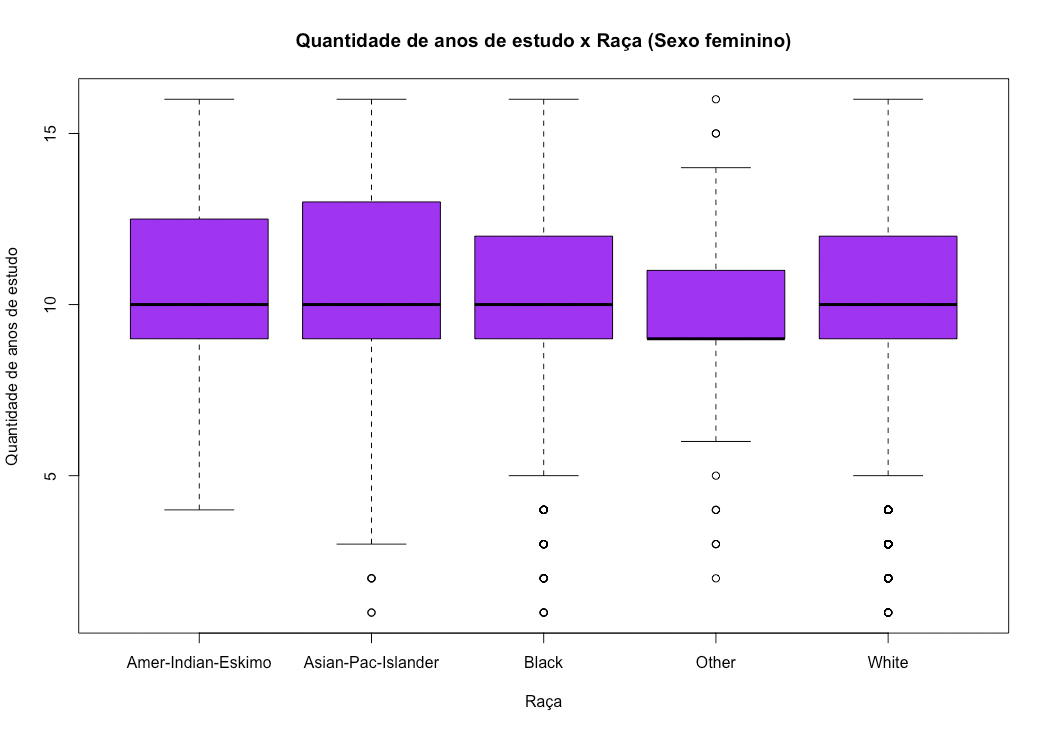 Quantidade de anos de estudo x Raça (Sexo feminino)
Quantidade de anos de estudo
15
10
5
Amer-Indian-Eskimo Asian-Pac-Islander Black Other White
Raça